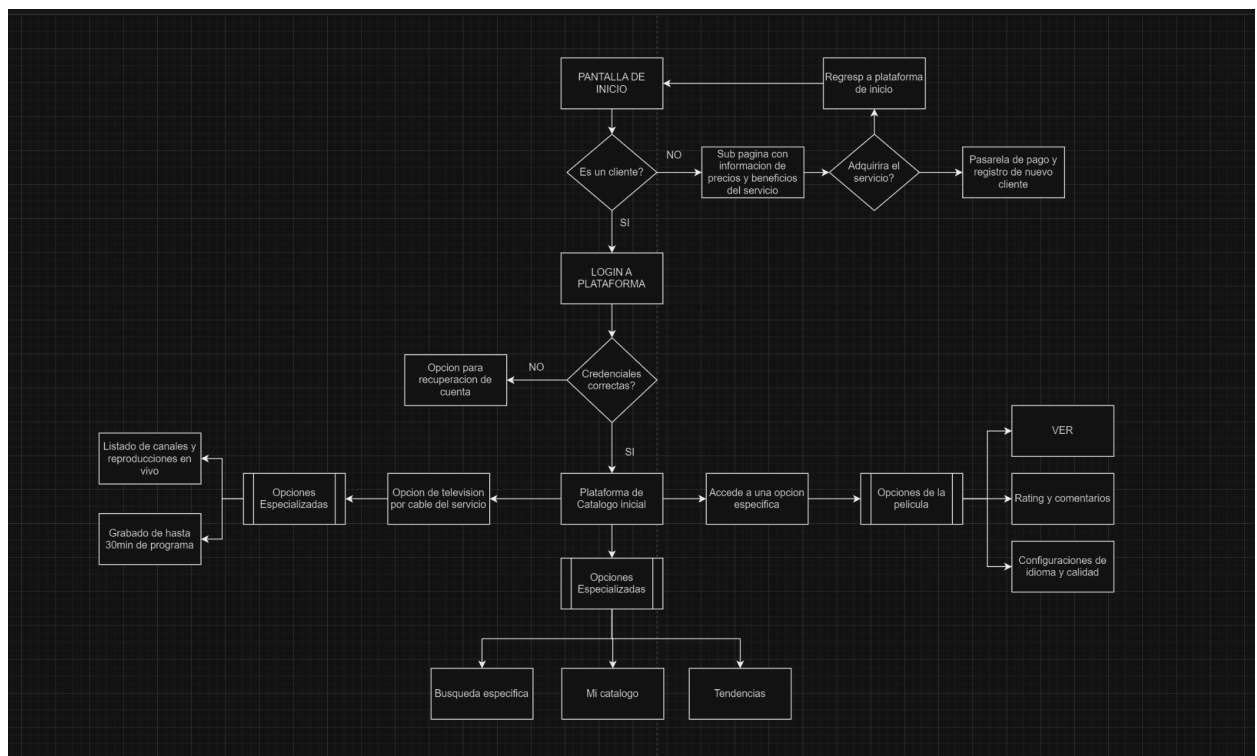 PANTALLA DE
INICIO
Regresp a plataforma
de inicio
Es un cliente?
NO
Sub pagina con
informacion de
precios y beneficios
del servicio
Adquirira el
servicio?
Pasarela de pago y
registro de nuevo
cliente
SI
LOGIN A
PLATAFORMA
Opcion para
recuperacion de
cuenta
NO
Credenciales
correctas?
SI
Listado de canales y
reproducciones en
vivo
Grabado de hasta
30min de programa
Opciones
Especializadas
Opcion de television
por cable del servicio
Plataforma de
Catalogo inicial
Accede a una opcion
especifica
Opciones de la
pelicula
VER
Rating y comentarios
Configuraciones de
idioma y calidad
Opciones
Especializadas
Busqueda especifica
Mi catalogo
Tendencias